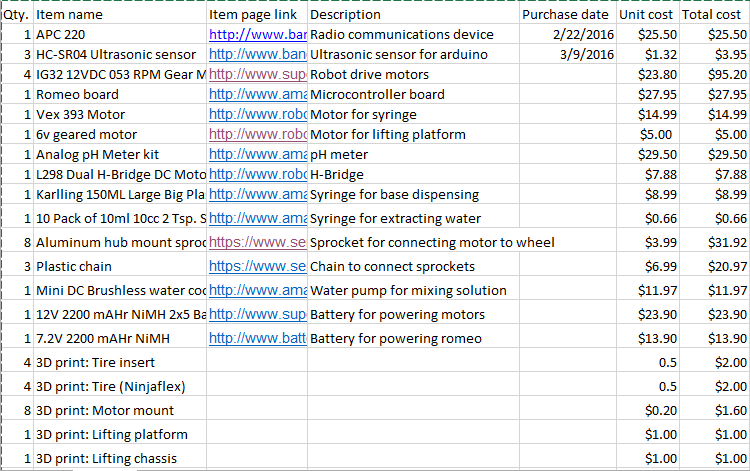 Qty. Item name Item page link Description Purchase date Unit cost Total cost
1 APC 220 http://www.ban Radio communications device 2/22/2016 $25.50 $25.50
3 HC-SR04 Ultrasonic sensor http://www.ban Ultrasonic sensor for arduino 3/9/2016 $1.32 $3.95
4 IG32 12VDC 053 RPM Gear M http://www.sup Robot drive motors $23.80 $95.20
1 Romeo board http://www.ama Microcontroller board $27.95 $27.95
1 Vex 393 Motor http://www.robo Motor for syringe $14.99 $14.99
1 6v geared motor http://www.robo Motor for lifting platform $5.00 $5.00
1 Analog pH Meter kit http://www.ama pH meter $29.50 $29.50
1 L298 Dual H-Bridge DC Moto http://www.robo H-Bridge $7.88 $7.88
1 Karlling 150ML Large Big Pla http://www.ama Syringe for base dispensing $8.99 $8.99
1 10 Pack of 10ml 10cc 2 Tsp. S http://www.ama Syringe for extracting water $0.66 $0.66
8 Aluminum hub mount sproc https://www.se Sprocket for connecting motor to wheel $3.99 $31.92
3 Plastic chain https://www.se Chain to connect sprockets $6.99 $20.97
1 Mini DC Brushless water coo http://www.ama Water pump for mixing solution $11.97 $11.97
1 12V 2200 mAHr NiMH 2x5 Ba http://www.sup Battery for powering motors $23.90 $23.90
1 7.2V 2200 mAHr NiMH http://www.batt Battery for powering romeo $13.90 $13.90
4 3D print: Tire insert 0.5 $2.00
4 3D print: Tire (Ninjaflex) 0.5 $2.00
8 3D print: Motor mount $0.20 $1.60
1 3D print: Lifting platform $1.00 $1.00
1 3D print: Lifting chassis $1.00 $1.00